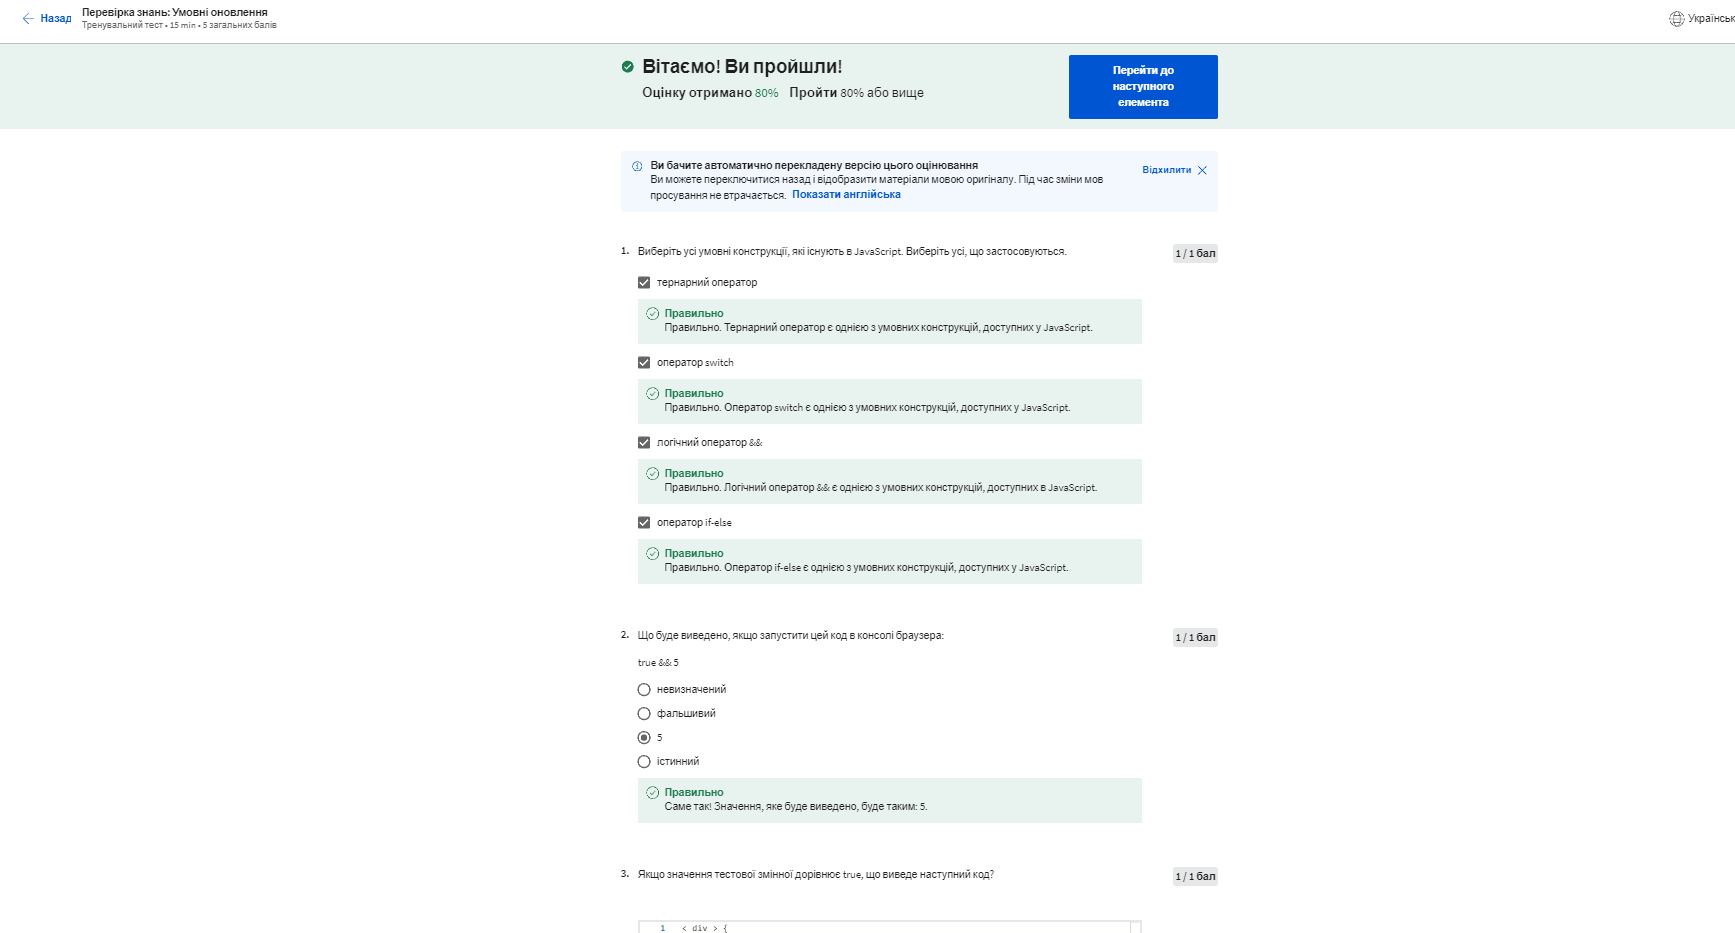 Назад
Перевірка знань: Умовні оновлення
Тренувальний тест • 15 min • 5 загальних балів
Вітаємо! Ви пройшли!
Оцінку отримано 80% Пройти 80% або вище
Перейти до
наступного
елемента
Ви бачите автоматично перекладену версію цього оцінювання
Ви можете переключитися назад і відобразити матеріали мовою оригіналу. Під час зміни мов
просування не втрачається. Показати англійська
Відхилити
1. Виберіть усі умовні конструкції, які існують в JavaScript. Виберіть усі, що застосовуються.
1 / 1 бал
тернарний оператор
Правильно
Правильно. Тернарний оператор є однією з умовних конструкцій, доступних у JavaScript.
оператор switch
Правильно
Правильно. Оператор switch є однією з умовних конструкцій, доступних у JavaScript.
логічний оператор &&
Правильно
Правильно. Логічний оператор && є однією з умовних конструкцій, доступних в JavaScript.
оператор if-else
Правильно
Правильно. Оператор if-else є однією з умовних конструкцій, доступних у JavaScript.
2. Що буде виведено, якщо запустити цей код в консолі браузера:
1 / 1 бал
true && 5
невизначений
фальшивий
5
істинний
Правильно
Саме так! Значення, яке буде виведено, буде таким: 5.
3. Якщо значення тестової змінної дорівнює true, що виведе наступний код?
1 / 1 бал
1 < div > {